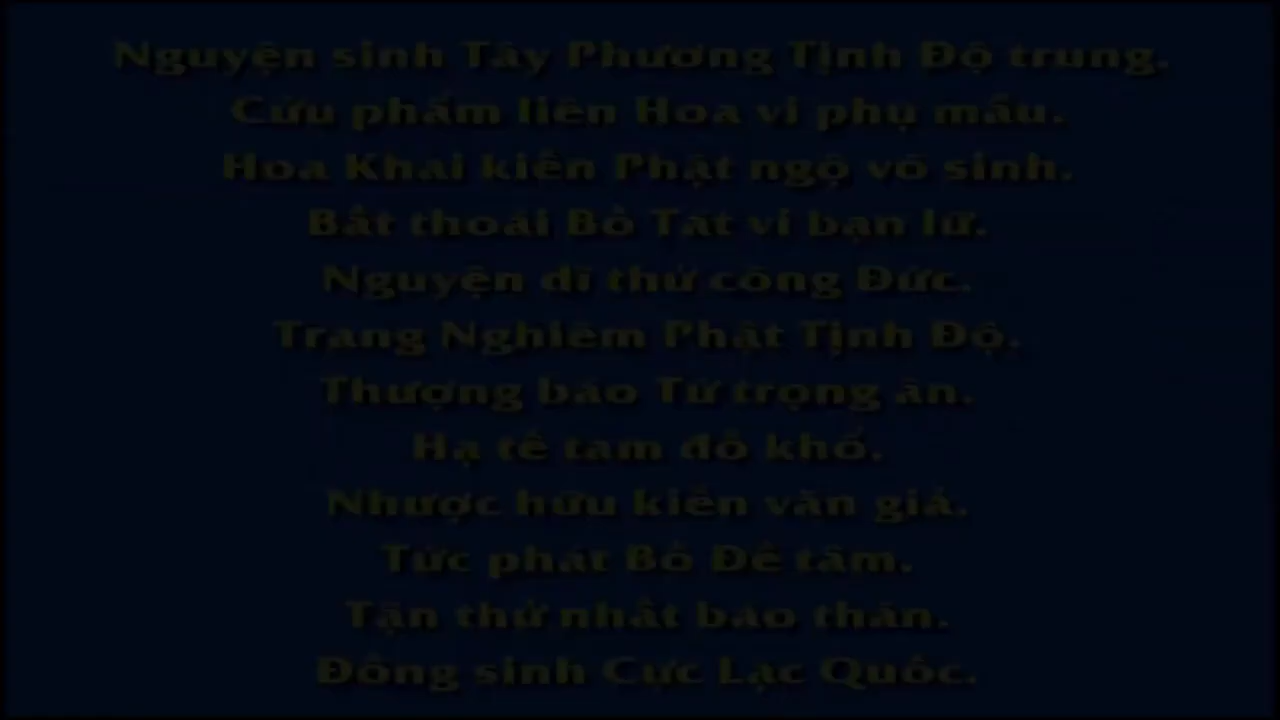 Nguyện sinh Tây Phương Tịnh Độ trung.
Cửu phẩm liên Hoa vi phụ mẫu.
Hoa Khai kiến Phật ngộ vô sinh.
Bất thoái Bồ Tát vi bạn lữ.
Nguyện dĩ thử công Đức.
Trang Nghiêm Phật Tịnh Độ.
Thượng báo Tứ trọng ân.
Hạ tế tam đồ khổ.
Nhược hữu kiến văn giả.
Tức phát Bồ Đề tâm.
Tận thử nhất báo thân.
Đồng sinh Cực Lạc Quốc.